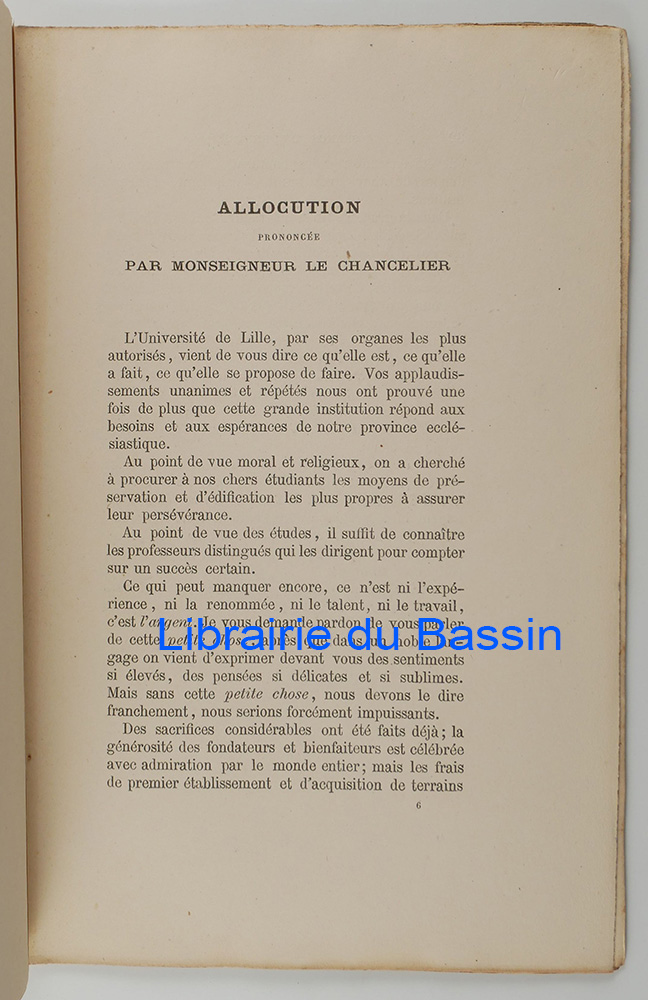 ALLOCUTION
PRONONCÉE
PAR MONSEIGNEUR LE CHANCELIER
L'Université de Lille, par ses organes les plus
autorisés, vient de vous dire ce qu'elle est, ce qu'elle
a fait, ce qu'elle se propose de faire. Vos applaudis-
sements unanimes et répétés nous ont prouvé une
fois de plus que cette grande institution répond aux
besoins et aux espérances de notre province ecclé-
siastique.
Au point de vue moral et religieux, on a cherché
à procurer à nos chers étudiants les moyens de pré-
servation et d'édification les plus propres à assurer
leur persévérance.
Au point de vue des études, il suffit de connaître
les professeurs distingués qui les dirigent pour compter
sur un succès certain.
Ce qui peut manquer encore, ce n'est ni l'expé-
rience, ni la renommée, ni le talent, ni le travail,
c'est l'argent. Je vous demande pardon de vous parler
Librairie du Bassin
de cette petite chose après que dans un noble lan-
gage on vient d'exprimer devant vous des sentiments
si élevés, des pensées si délicates et si sublimes.
Mais sans cette petite chose, nous devons le dire
franchement, nous serions forcément impuissants.
Des sacrifices considérables ont été faits déjà; la
générosité des fondateurs et bienfaiteurs est célébrée
avec admiration par le monde entier; mais les frais
de premier établissement et d'acquisition de terrains
6